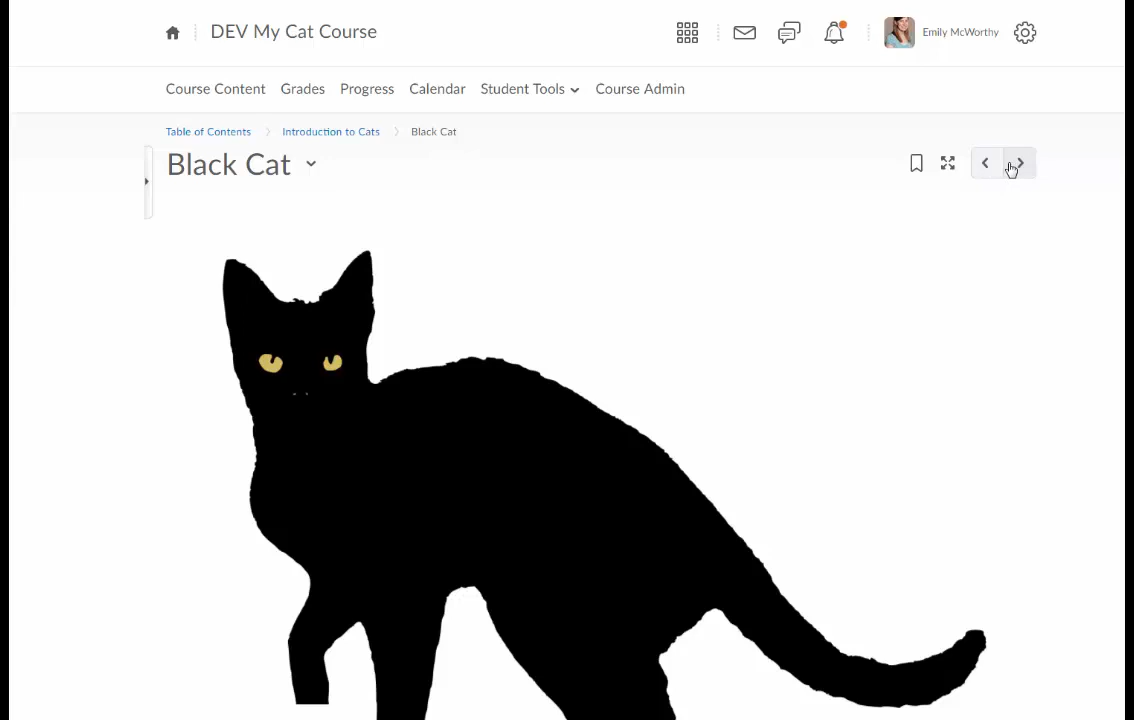 DEV My Cat Course
Emily McWorthy
Course Content Grades Progress Calendar Student Tools Course Admin
Table of Contents Introduction to Cats Black Cat
Black Cat